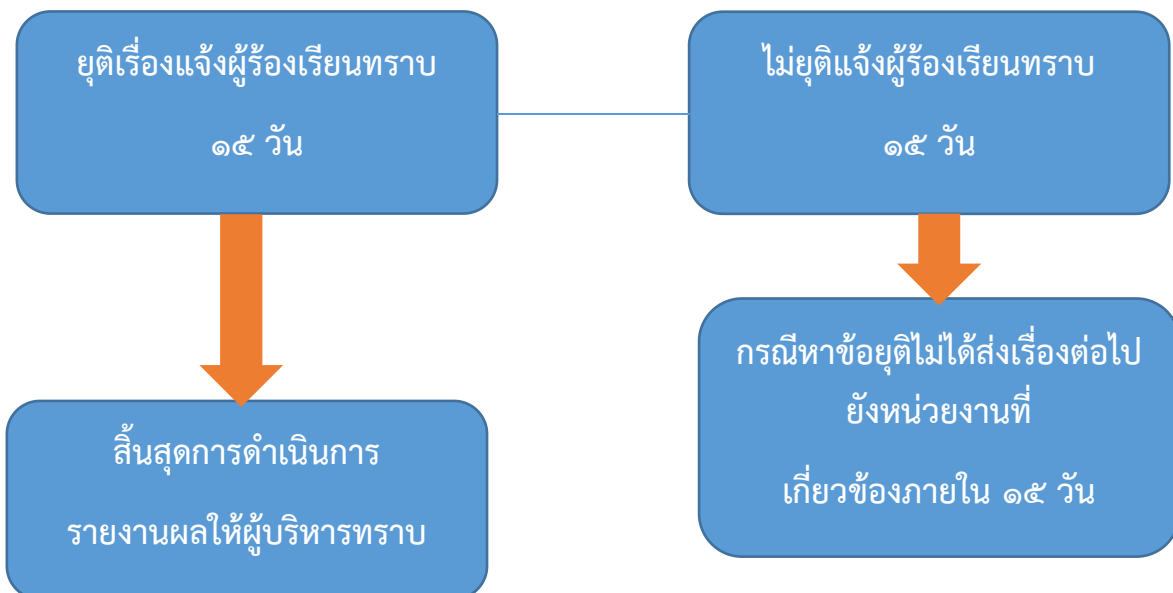 ยุติเรื่องแจ้งผู้ร้องเรียนทราบ
๑๕ วัน
ไม่ยุติแจ้งผู้ร้องเรียนทราบ
๑๕ วัน
สิ้นสุดการดำเนินการ
รายงานผลให้ผู้บริหารทราบ
กรณีหาข้อยุติไม่ได้ส่งเรื่องต่อไป
ยังหน่วยงานที่
เกี่ยวข้องภายใน ๑๕ วัน